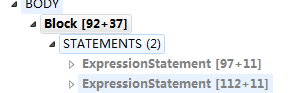 BODY
Block [92+37]
STATEMENTS (2)
ExpressionStatement [97+11]
ExpressionStatement [112+11]